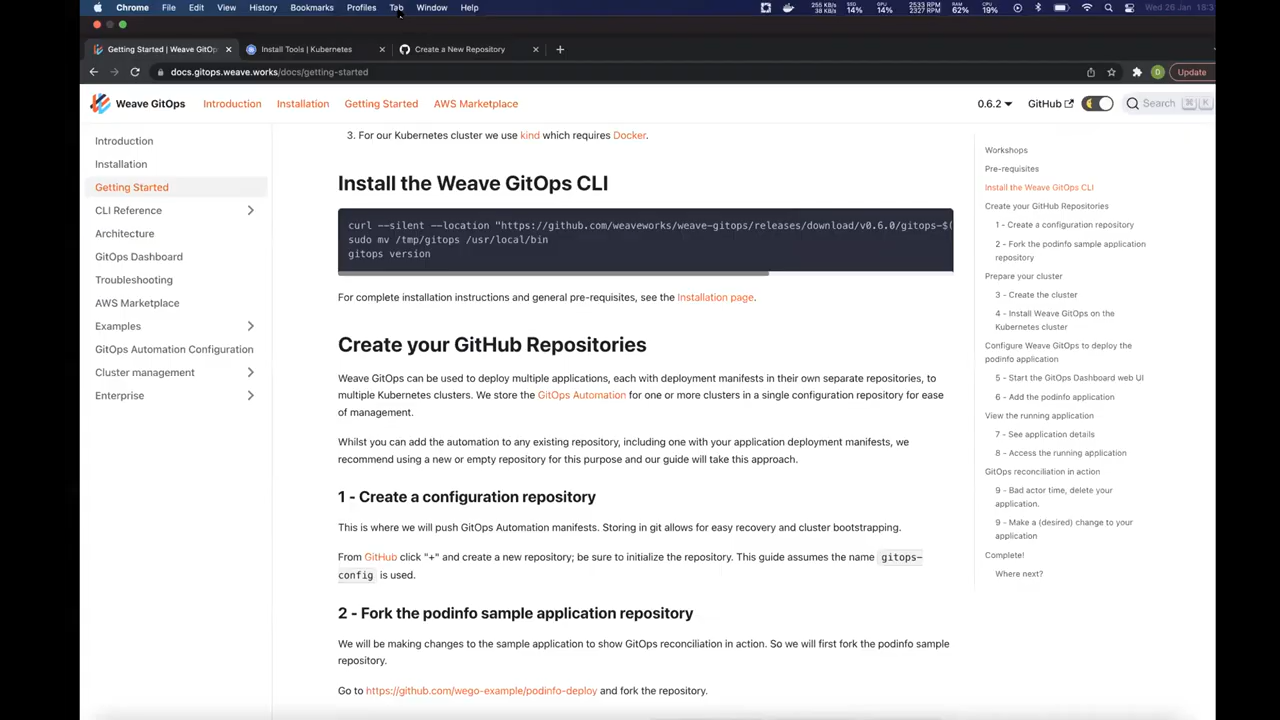 Chrome File Edit View History Bookmarks Profiles Tab Window Help
255 KB/s SSD 14% GPU 14% 2533 RPM 2327 RPM MEM 62% CPU 19% Wed 26 Jan 18:3
Getting Started | Weave GitOps Install Tools | Kubernetes Create a New Repository
docs.gitops.weave.works/docs/getting-started Update
Weave GitOps Introduction Installation Getting Started AWS Marketplace 0.6.2 GitHub Search ⌘ K
Introduction
Installation
Getting Started
CLI Reference
Architecture
GitOps Dashboard
Troubleshooting
AWS Marketplace
Examples
GitOps Automation Configuration
Cluster management
Enterprise
3. For our Kubernetes cluster we use kind which requires Docker.
Install the Weave GitOps CLI
curl --silent --location "https://github.com/weaveworks/weave-gitops/releases/download/v0.6.0/gitops-$(
sudo mv /tmp/gitops /usr/local/bin
gitops version
For complete installation instructions and general pre-requisites, see the Installation page.
Create your GitHub Repositories
Weave GitOps can be used to deploy multiple applications, each with deployment manifests in their own separate repositories, to
multiple Kubernetes clusters. We store the GitOps Automation for one or more clusters in a single configuration repository for ease
of management.
Whilst you can add the automation to any existing repository, including one with your application deployment manifests, we
recommend using a new or empty repository for this purpose and our guide will take this approach.
1 - Create a configuration repository
This is where we will push GitOps Automation manifests. Storing in git allows for easy recovery and cluster bootstrapping.
From GitHub click "+" and create a new repository; be sure to initialize the repository. This guide assumes the name gitops-
config is used.
2 - Fork the podinfo sample application repository
We will be making changes to the sample application to show GitOps reconciliation in action. So we will first fork the podinfo sample
repository.
Go to https://github.com/wego-example/podinfo-deploy and fork the repository.
Workshops
Pre-requisites
Install the Weave GitOps CLI
Create your GitHub Repositories
1 - Create a configuration repository
2 - Fork the podinfo sample application
repository
Prepare your cluster
3 - Create the cluster
4 - Install Weave GitOps on the
Kubernetes cluster
Configure Weave GitOps to deploy the
podinfo application
5 - Start the GitOps Dashboard web UI
6 - Add the podinfo application
View the running application
7 - See application details
8 - Access the running application
GitOps reconciliation in action
9 - Bad actor time, delete your
application.
9 - Make a (desired) change to your
application
Complete!
Where next?